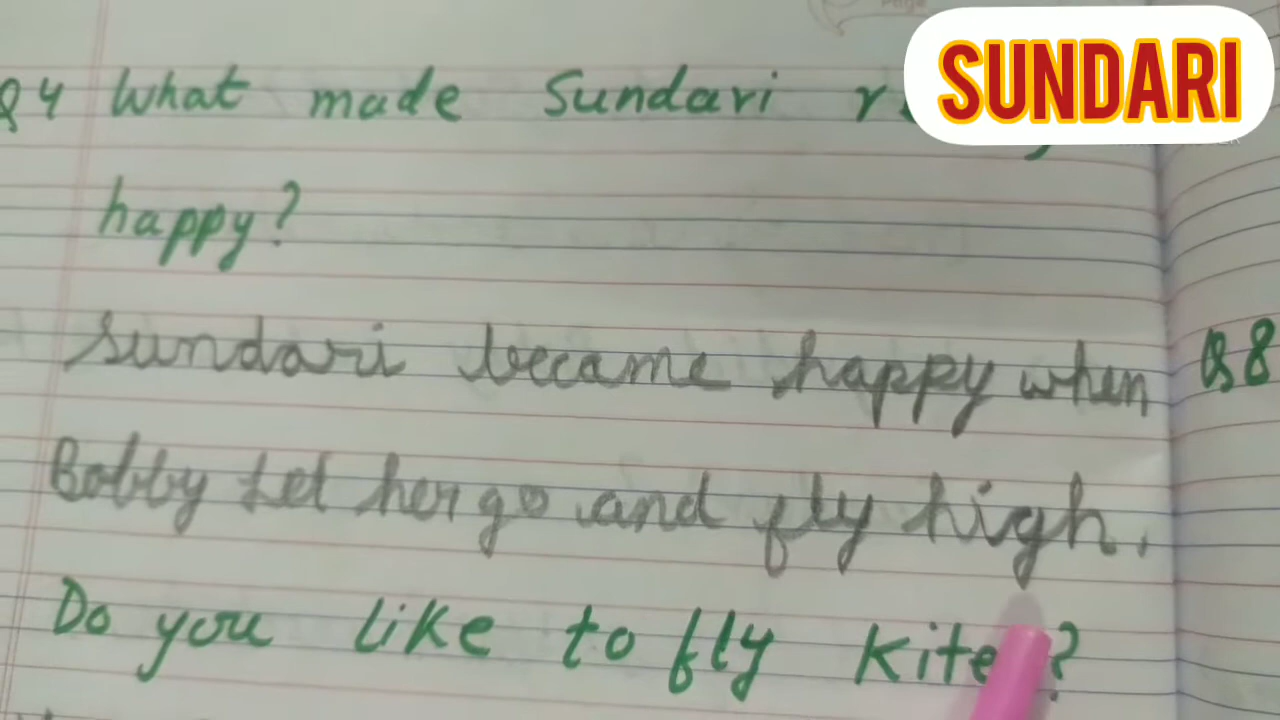 SUNDARI
Q4 What made Sundari
happy?
Sundari became happy when
Bobby let her go and fly high.
Do you like to fly kite?
Q8